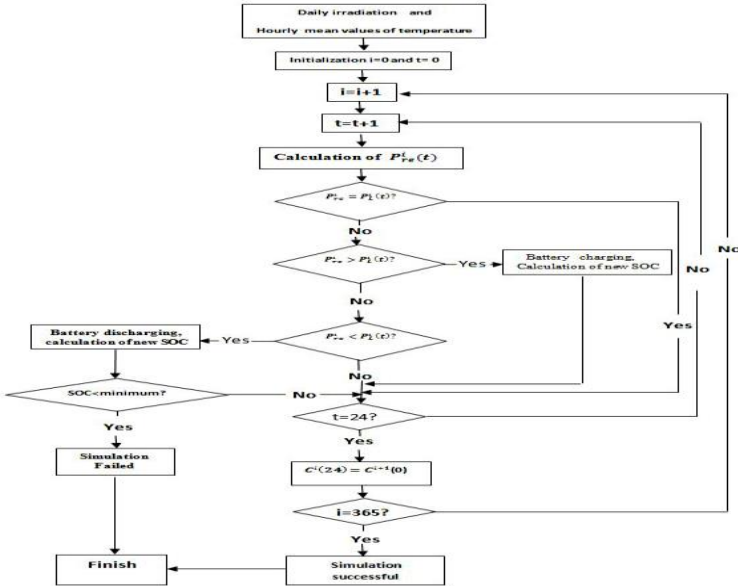 Daily irradiation and
Hourly mean values of temperature
Initialization i=0 and t= 0
i=i+1
t=t+1
Calculation of P_re^i(t)
P_re^i = P_L^i(t)?
No
P_re^i > P_L^i(t)?
Yes
Battery charging,
Calculation of new SOC
No
No
No
Yes
P_re^i < P_L^i(t)?
Yes
Battery discharging,
calculation of new SOC
No
SOC<minimum?
No
t=24?
Yes
Yes
Simulation
Failed
C^i(24) = C^{i+1}(0)
i=365?
Yes
Finish
Simulation
successful